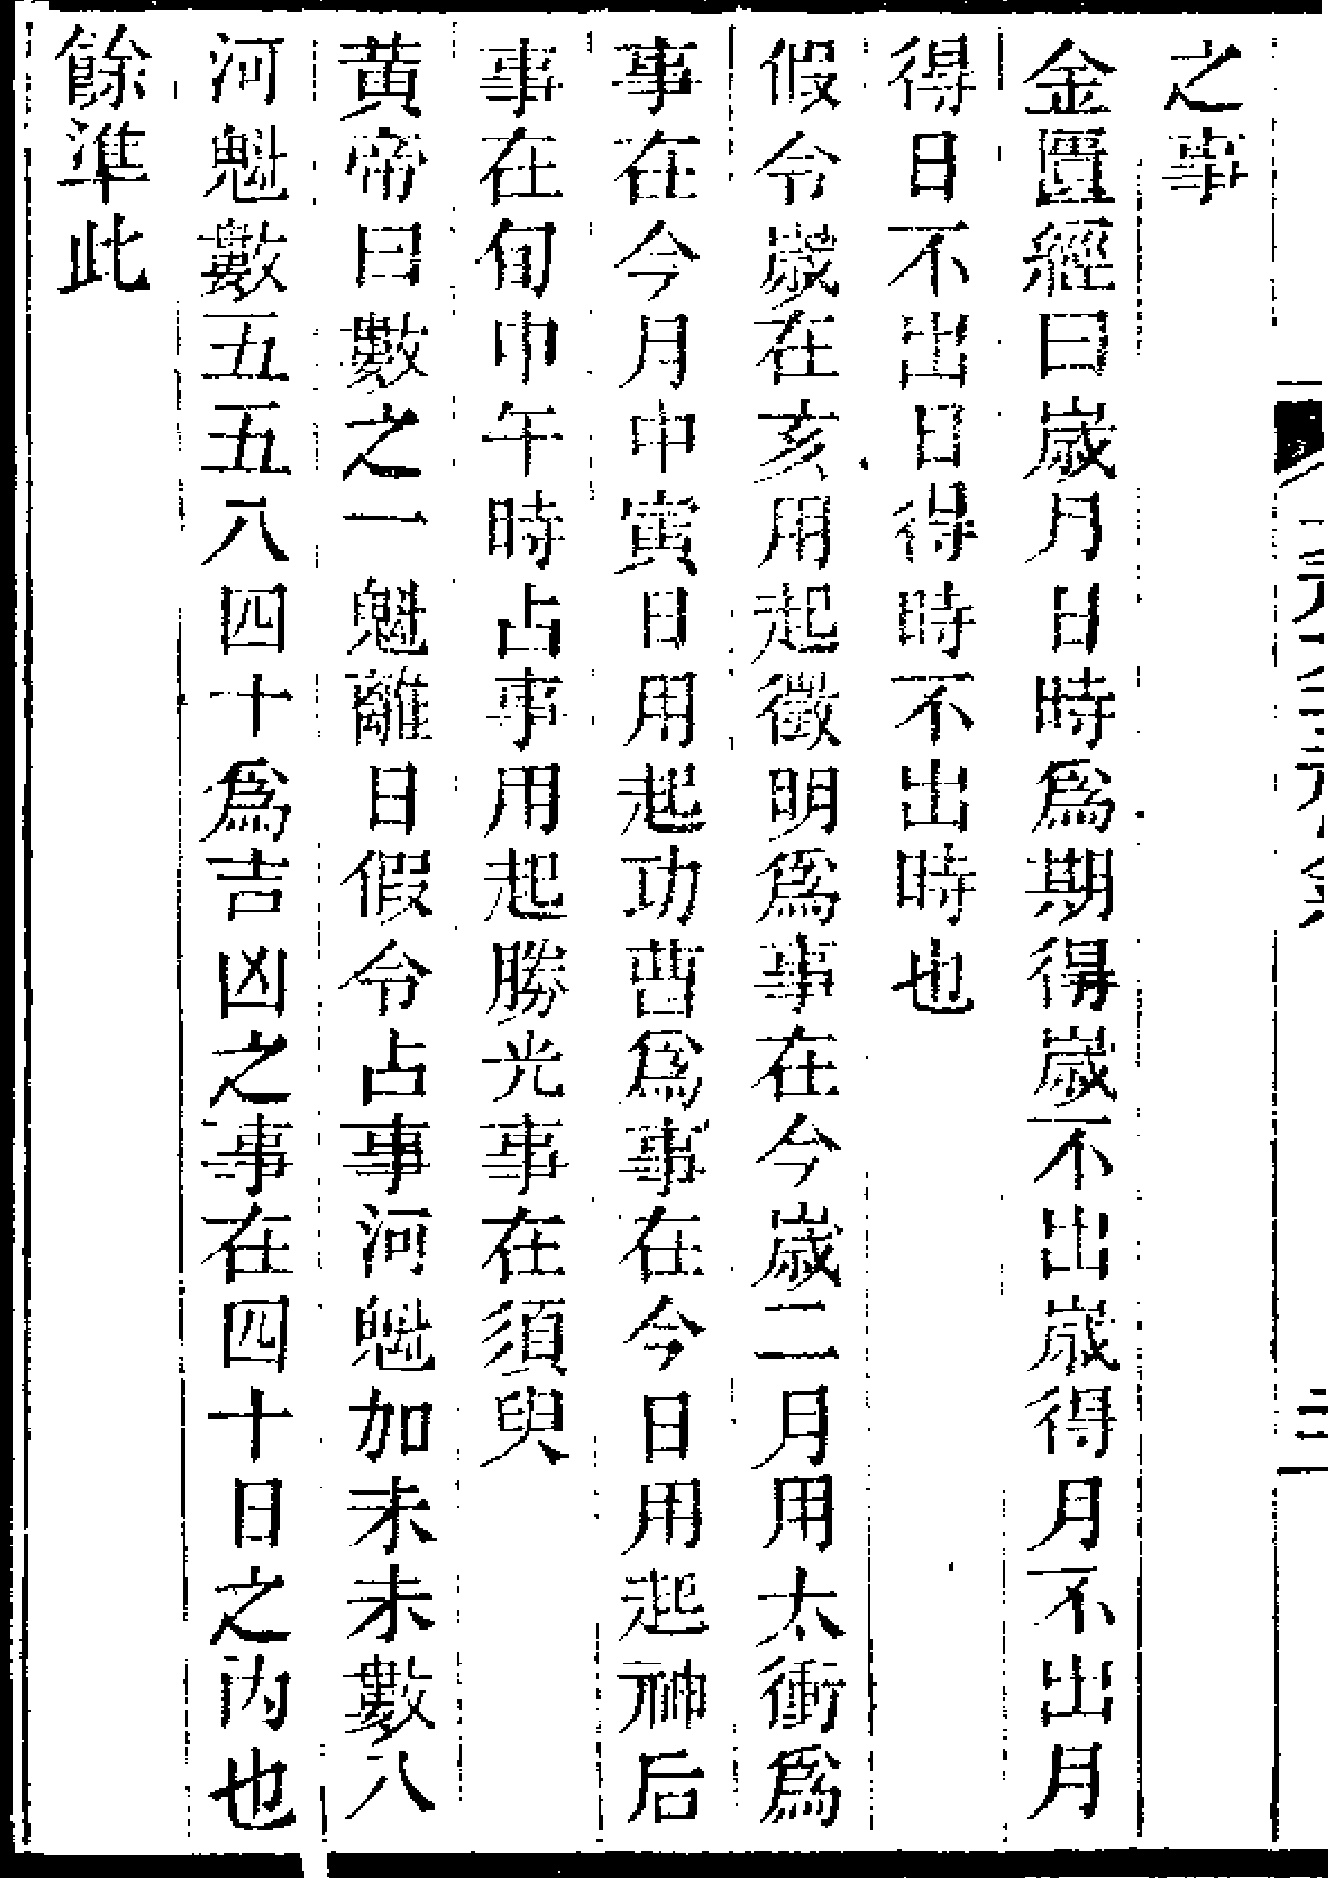 之事
金匱經曰歲月日時爲期得歲不出歲得月不出月
得日不出日得時不出時也
假令歲在亥用起徵明爲事在今歲二月用太衝爲
事在今月中寅日用起功曹爲事在今日用起神后
事在旬中午時占事用起勝光事在須臾
黃帝曰數之一魁離日假令占事河魁加未未數八
河魁數五五八四十爲吉凶之事在四十日之內也
餘準此